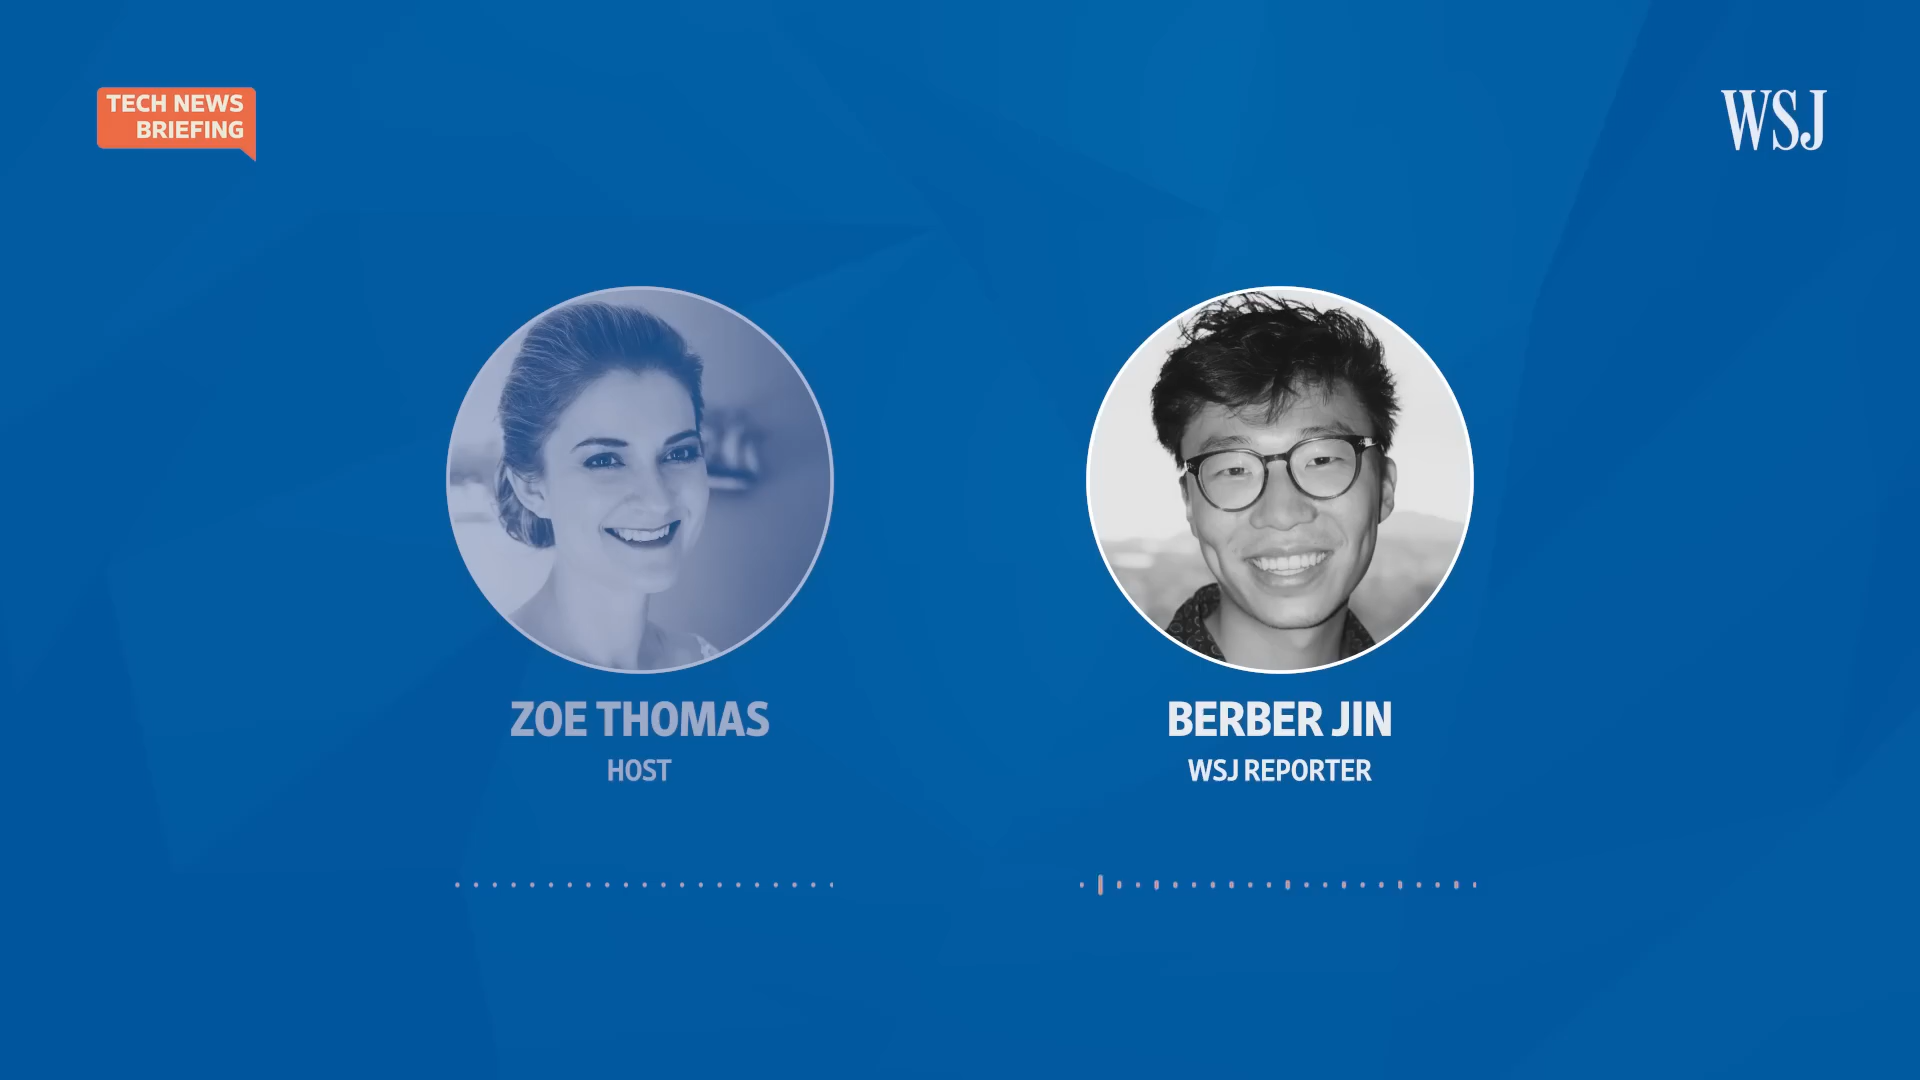 TECH NEWS
BRIEFING
WSJ
ZOE THOMAS
HOST
BERBER JIN
WSJ REPORTER